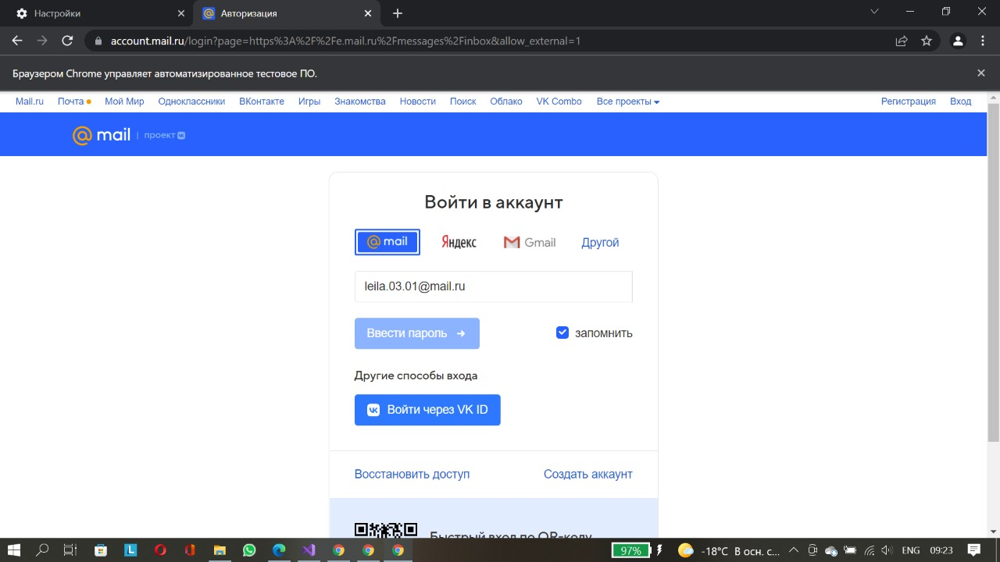 Настройки
Авторизация
account.mail.ru/login?page=https%3A%2F%2Fe.mail.ru%2Fmessages%2Finbox&allow_external=1
Браузером Chrome управляет автоматизированное тестовое ПО.
Mail.ru Почта Мой Мир Одноклассники ВКонтакте Игры Знакомства Новости Поиск Облако VK Combo Все проекты Регистрация Вход
@mail | проект
Войти в аккаунт
@mail Яндекс Gmail Другой
leila.03.01@mail.ru
Ввести пароль → запомнить
Другие способы входа
Войти через VK ID
Восстановить доступ Создать аккаунт
Быстрый вход по QR-коду
97% -18°C В осн. с... ENG 09:23